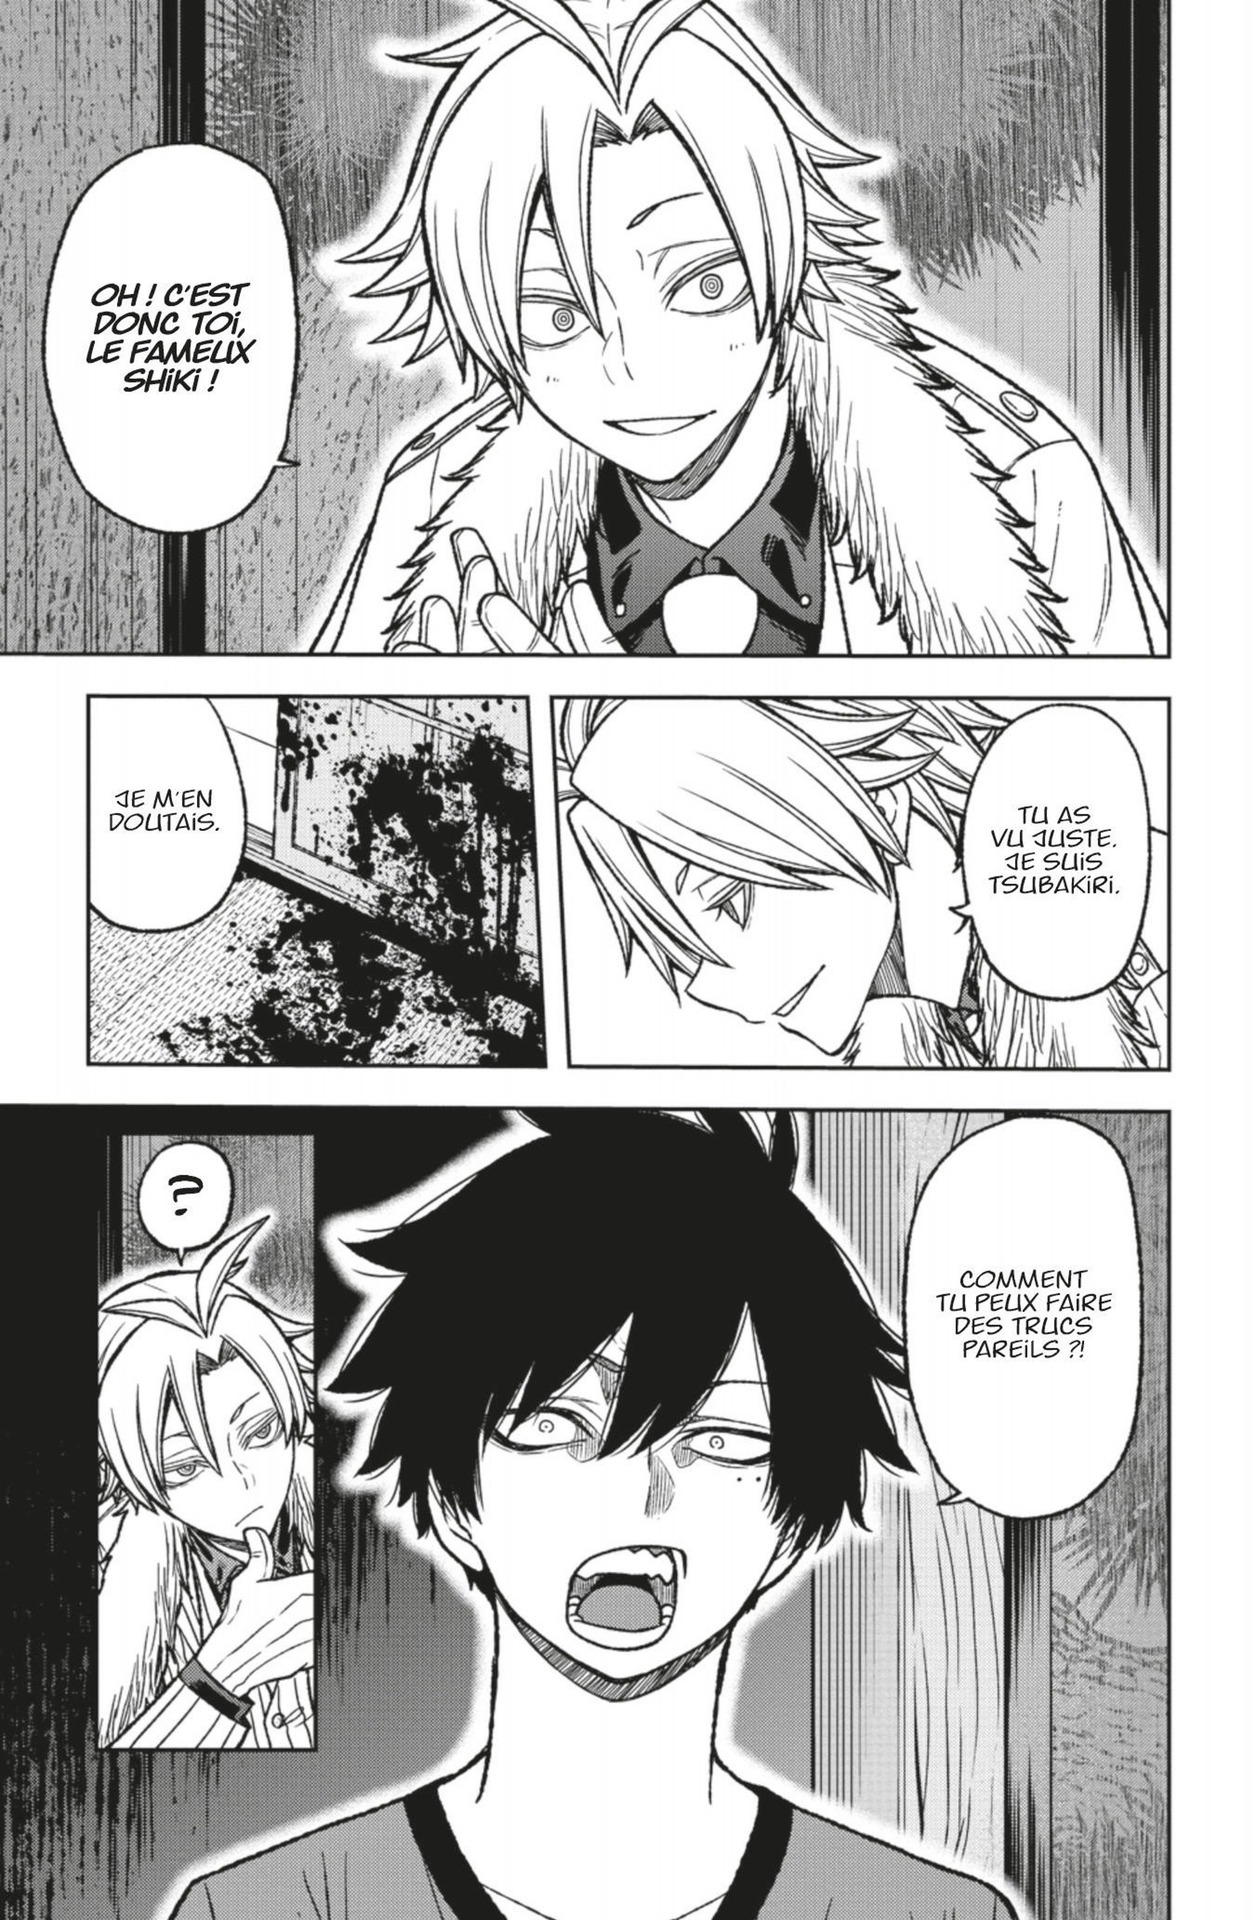 OH ! C'EST
DONC TOI,
LE FAMEUX
SHIKI !
TU AS
VU JUSTE.
JE SUIS
TSUBAKIRI.
JE M'EN
DOUTAIS.
COMMENT
TU PEUX FAIRE
DES TRUCS
PAREILS ?!
?